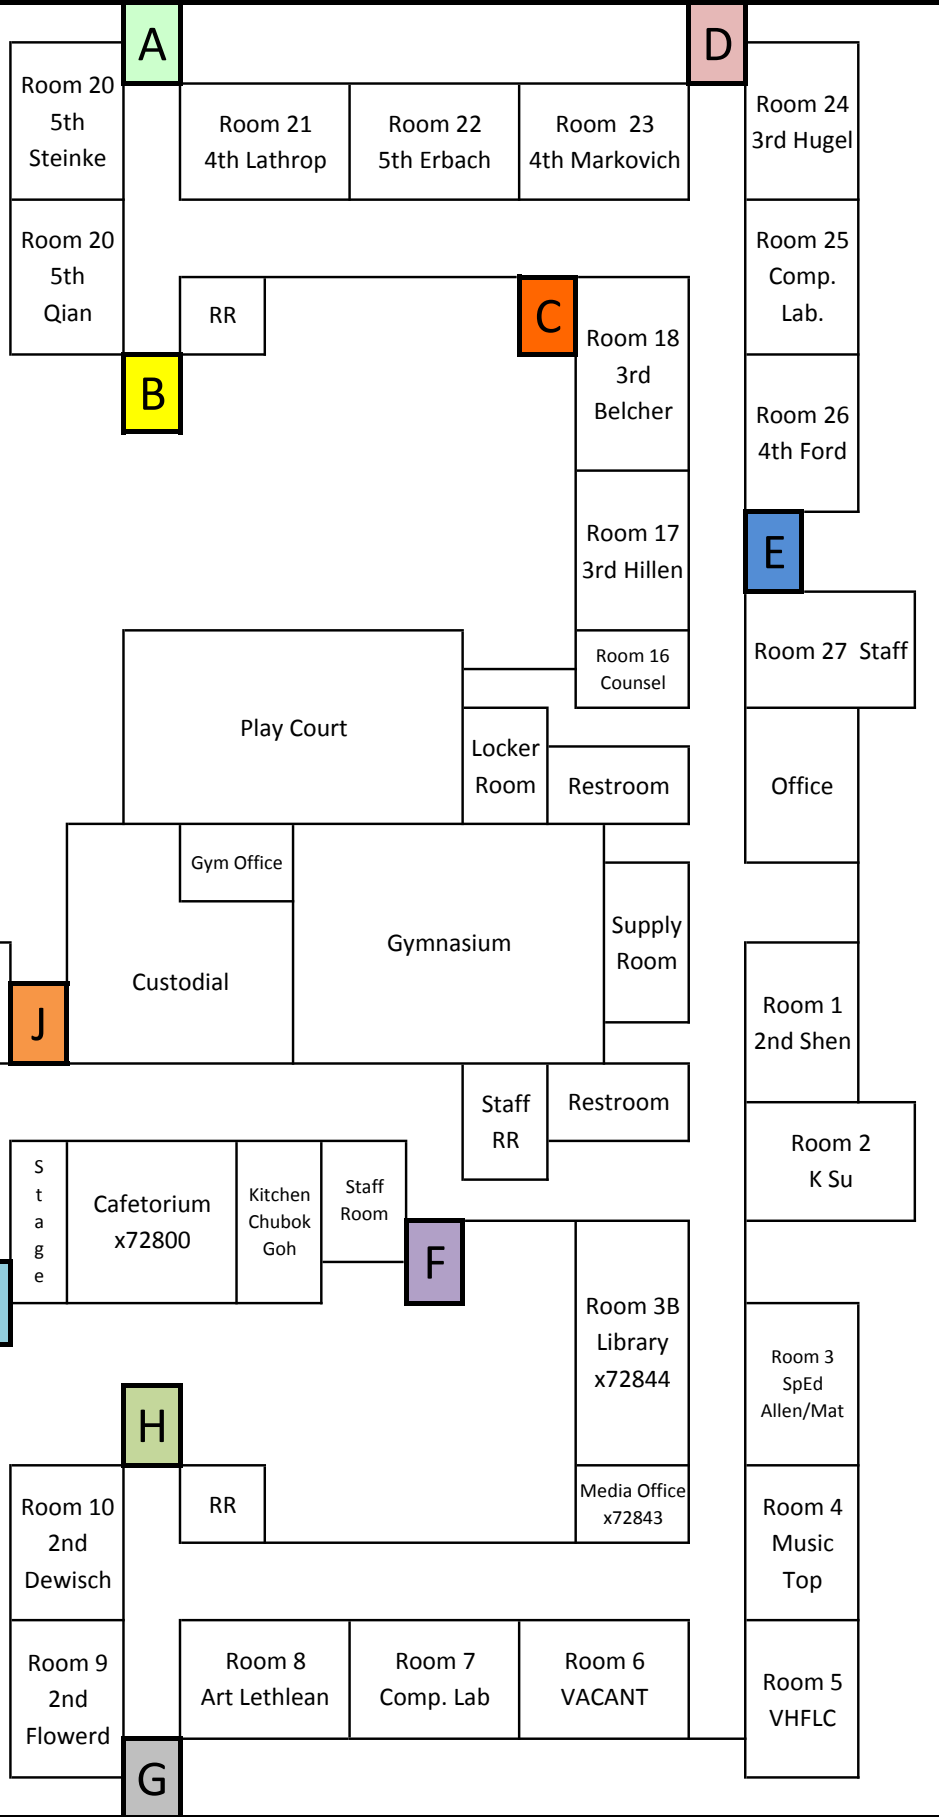 A
D
Room 20
5th
Steinke
Room 21
4th Lathrop
Room 22
5th Erbach
Room 23
4th Markovich
Room 24
3rd Hugel
Room 20
5th
Qian
RR
C
Room 18
3rd
Belcher
Room 25
Comp.
Lab.
B
Room 26
4th Ford
Room 17
3rd Hillen
E
Room 16
Counsel
Room 27 Staff
Play Court
Locker
Room
Restroom
Office
Gym Office
Gymnasium
Supply
Room
Custodial
J
Room 1
2nd Shen
Staff
RR
Restroom
Room 2
K Su
S
t
a
g
e
Cafetorium
x72800
Kitchen
Chubok
Goh
Staff
Room
F
Room 3B
Library
x72844
Room 3
SpEd
Allen/Mat
H
Room 10
2nd
Dewisch
RR
Media Office
x72843
Room 4
Music
Top
Room 9
2nd
Flowerd
Room 8
Art Lethlean
Room 7
Comp. Lab
Room 6
VACANT
Room 5
VHFLC
G